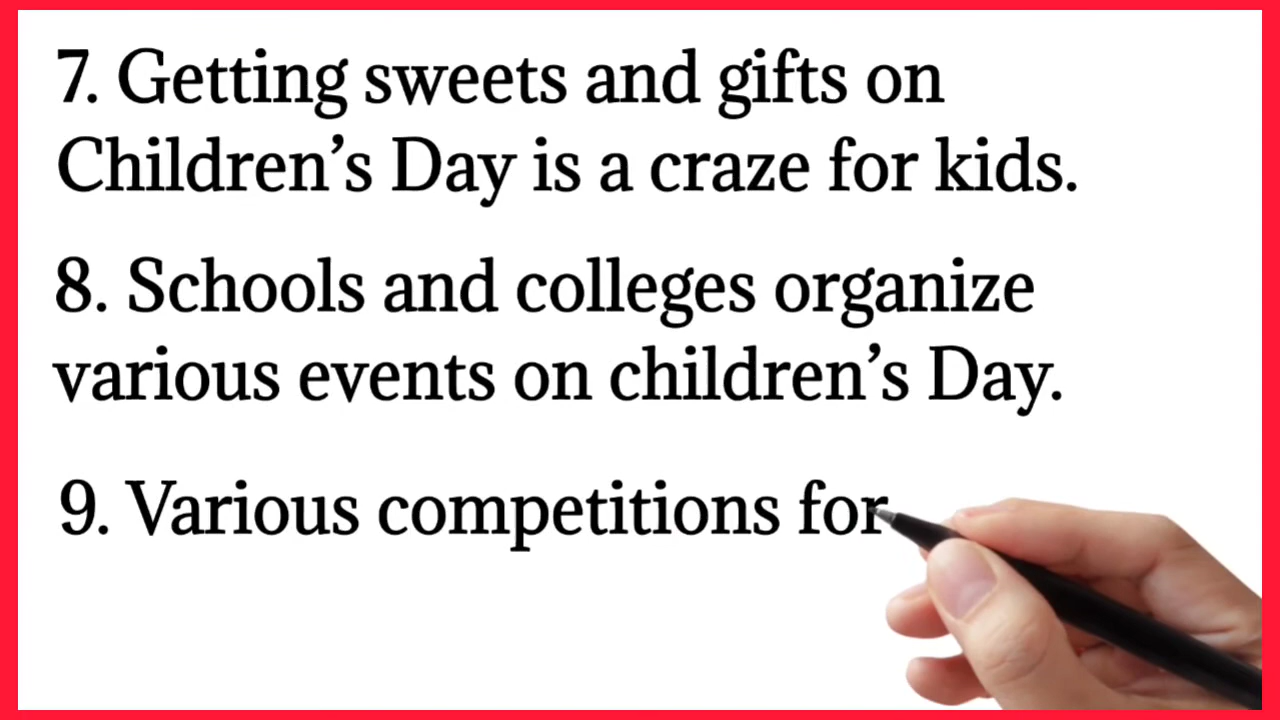 7. Getting sweets and gifts on
Children’s Day is a craze for kids.
8. Schools and colleges organize
various events on children’s Day.
9. Various competitions for